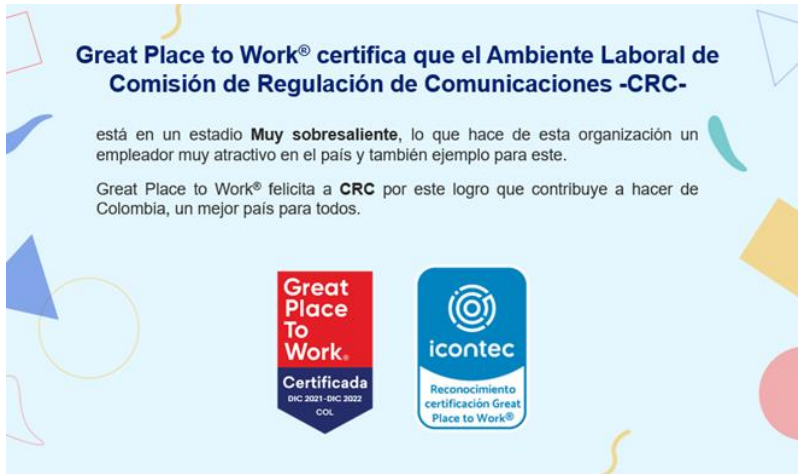 Great Place to Work® certifica que el Ambiente Laboral de
Comisión de Regulación de Comunicaciones -CRC-
está en un estadio Muy sobresaliente, lo que hace de esta organización un
empleador muy atractivo en el país y también ejemplo para este.
Great Place to Work® felicita a CRC por este logro que contribuye a hacer de
Colombia, un mejor país para todos.
Great
Place
To
Work®
Certificada
DIC 2021-DIC 2022
COL
icontec
Reconocimiento
certificación Great
Place to Work®